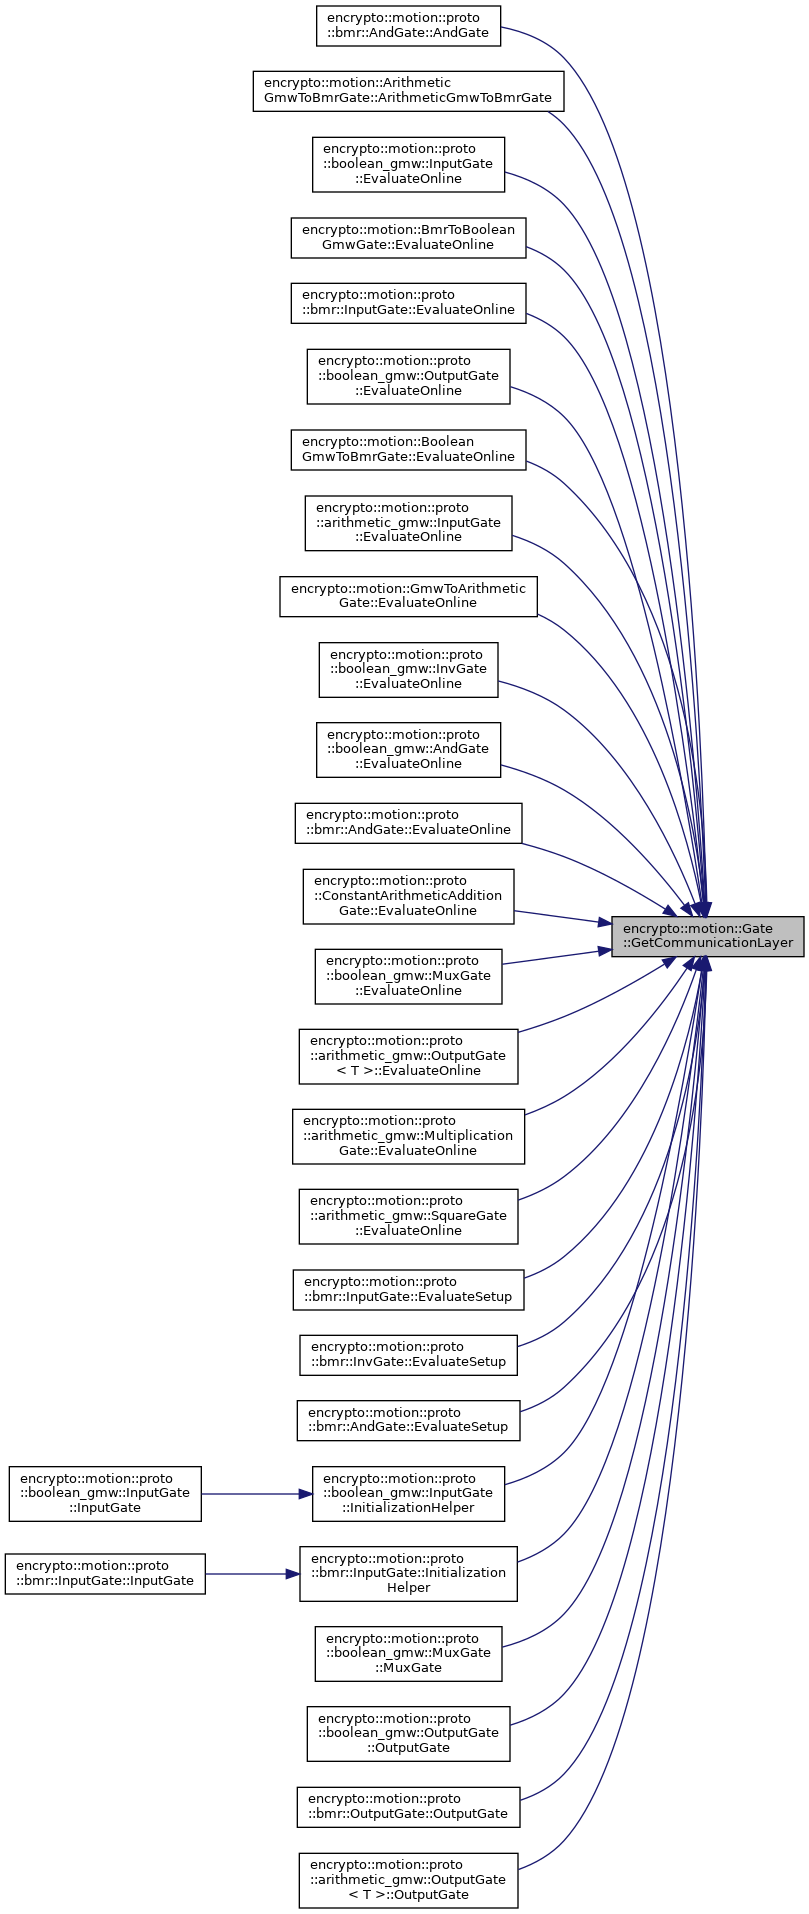 encrypto::motion::proto
::bmr::AndGate::AndGate
encrypto::motion::Arithmetic
GmwToBmrGate::ArithmeticGmwToBmrGate
encrypto::motion::proto
::boolean_gmw::InputGate
::EvaluateOnline
encrypto::motion::BmrToBoolean
GmwGate::EvaluateOnline
encrypto::motion::proto
::bmr::InputGate::EvaluateOnline
encrypto::motion::proto
::boolean_gmw::OutputGate
::EvaluateOnline
encrypto::motion::Boolean
GmwToBmrGate::EvaluateOnline
encrypto::motion::proto
::arithmetic_gmw::InputGate
::EvaluateOnline
encrypto::motion::GmwToArithmetic
Gate::EvaluateOnline
encrypto::motion::proto
::boolean_gmw::InvGate
::EvaluateOnline
encrypto::motion::proto
::boolean_gmw::AndGate
::EvaluateOnline
encrypto::motion::proto
::bmr::AndGate::EvaluateOnline
encrypto::motion::proto
::ConstantArithmeticAddition
Gate::EvaluateOnline
encrypto::motion::Gate
::GetCommunicationLayer
encrypto::motion::proto
::boolean_gmw::MuxGate
::EvaluateOnline
encrypto::motion::proto
::arithmetic_gmw::OutputGate
< T >::EvaluateOnline
encrypto::motion::proto
::arithmetic_gmw::Multiplication
Gate::EvaluateOnline
encrypto::motion::proto
::arithmetic_gmw::SquareGate
::EvaluateOnline
encrypto::motion::proto
::bmr::InputGate::EvaluateSetup
encrypto::motion::proto
::bmr::InvGate::EvaluateSetup
encrypto::motion::proto
::bmr::AndGate::EvaluateSetup
encrypto::motion::proto
::boolean_gmw::InputGate
::InputGate
encrypto::motion::proto
::boolean_gmw::InputGate
::InitializationHelper
encrypto::motion::proto
::bmr::InputGate::InputGate
encrypto::motion::proto
::bmr::InputGate::Initialization
Helper
encrypto::motion::proto
::boolean_gmw::MuxGate
::MuxGate
encrypto::motion::proto
::boolean_gmw::OutputGate
::OutputGate
encrypto::motion::proto
::bmr::OutputGate::OutputGate
encrypto::motion::proto
::arithmetic_gmw::OutputGate
< T >::OutputGate